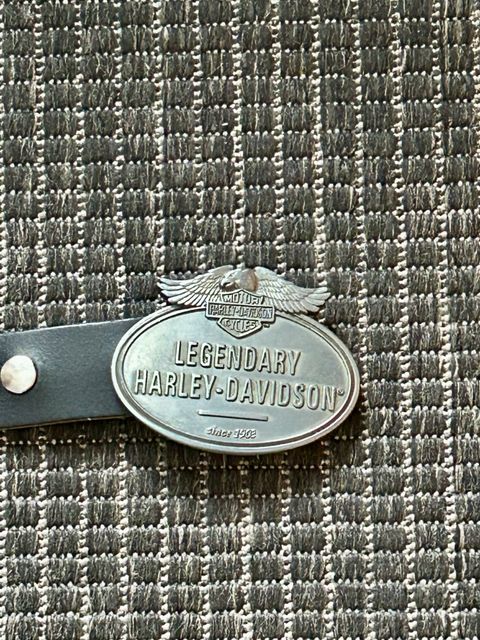 MOTOR
HARLEY-DAVIDSON
CYCLES
LEGENDARY
HARLEY-DAVIDSON®
since 1903